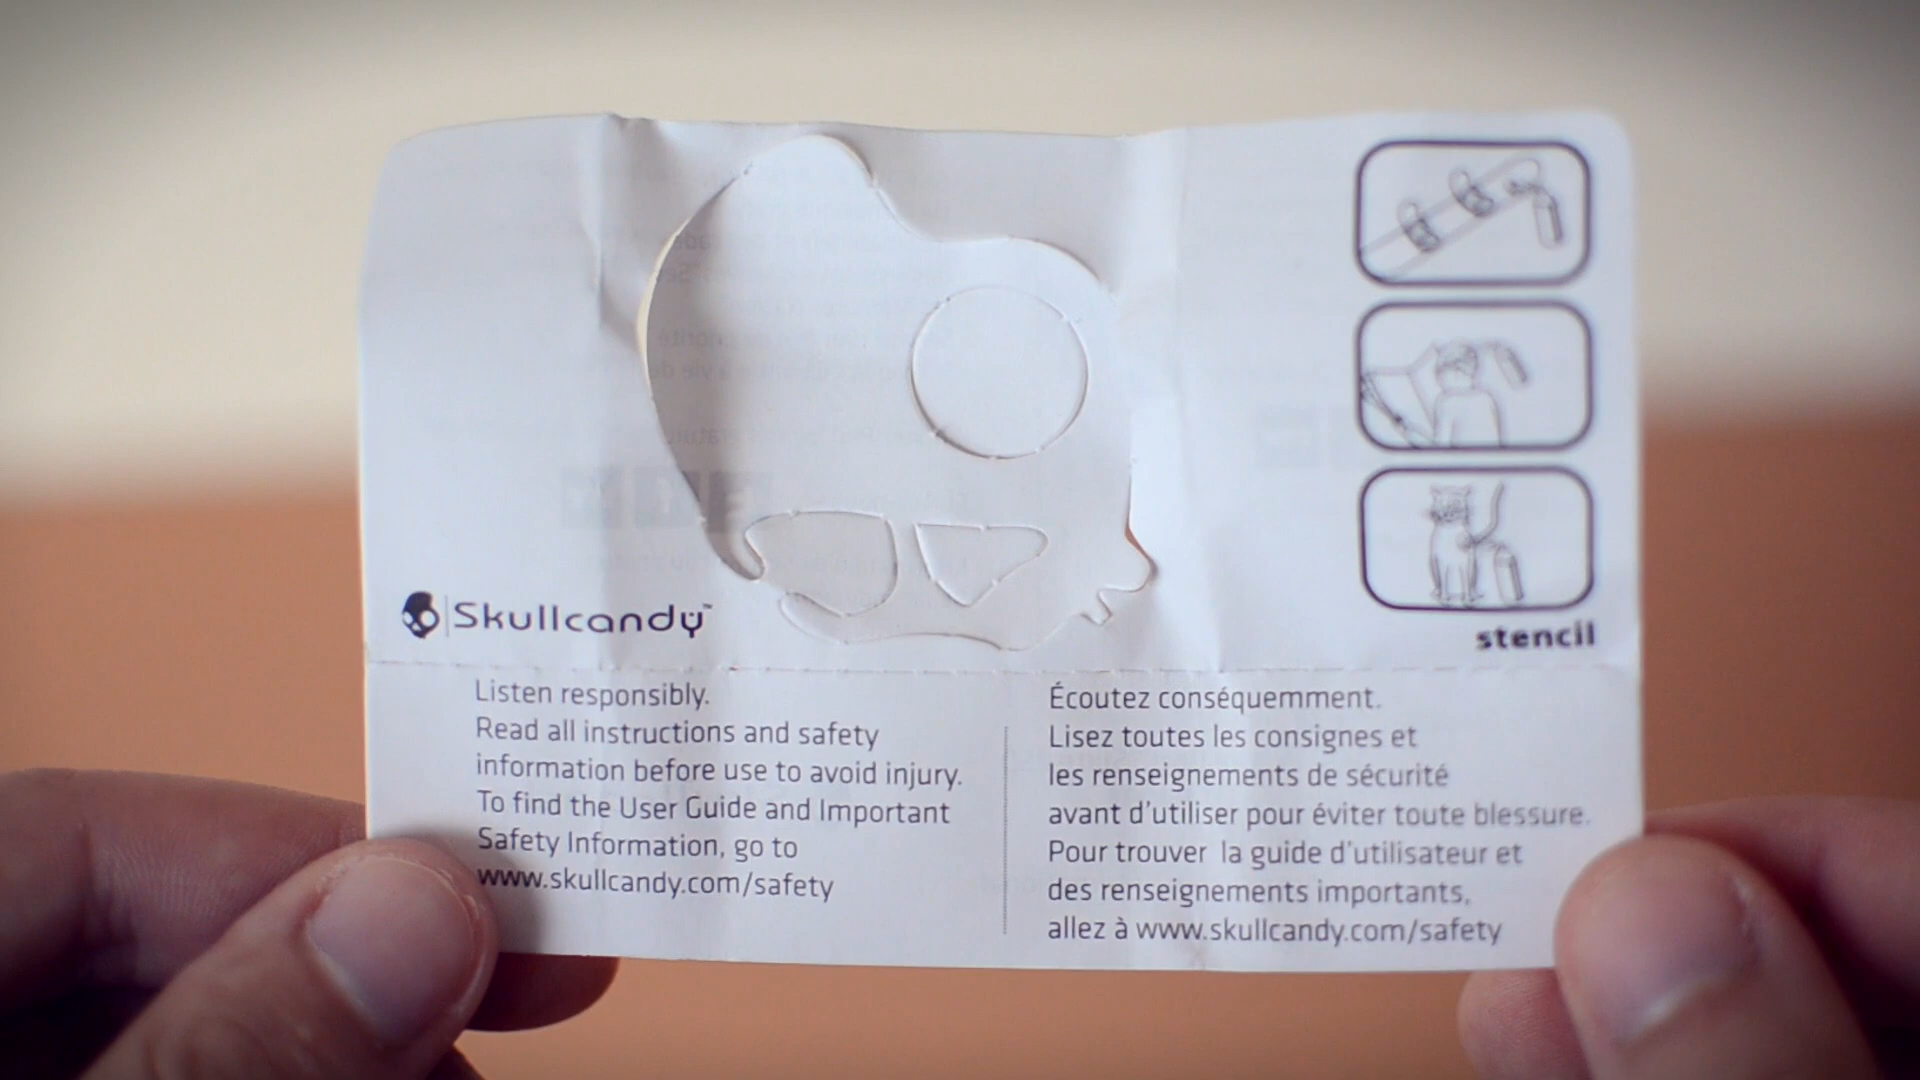 Skullcandy™
stencil
Listen responsibly.
Read all instructions and safety
information before use to avoid injury.
To find the User Guide and Important
Safety Information, go to
www.skullcandy.com/safety
Écoutez conséquemment.
Lisez toutes les consignes et
les renseignements de sécurité
avant d'utiliser pour éviter toute blessure.
Pour trouver la guide d'utilisateur et
des renseignements importants,
allez à www.skullcandy.com/safety